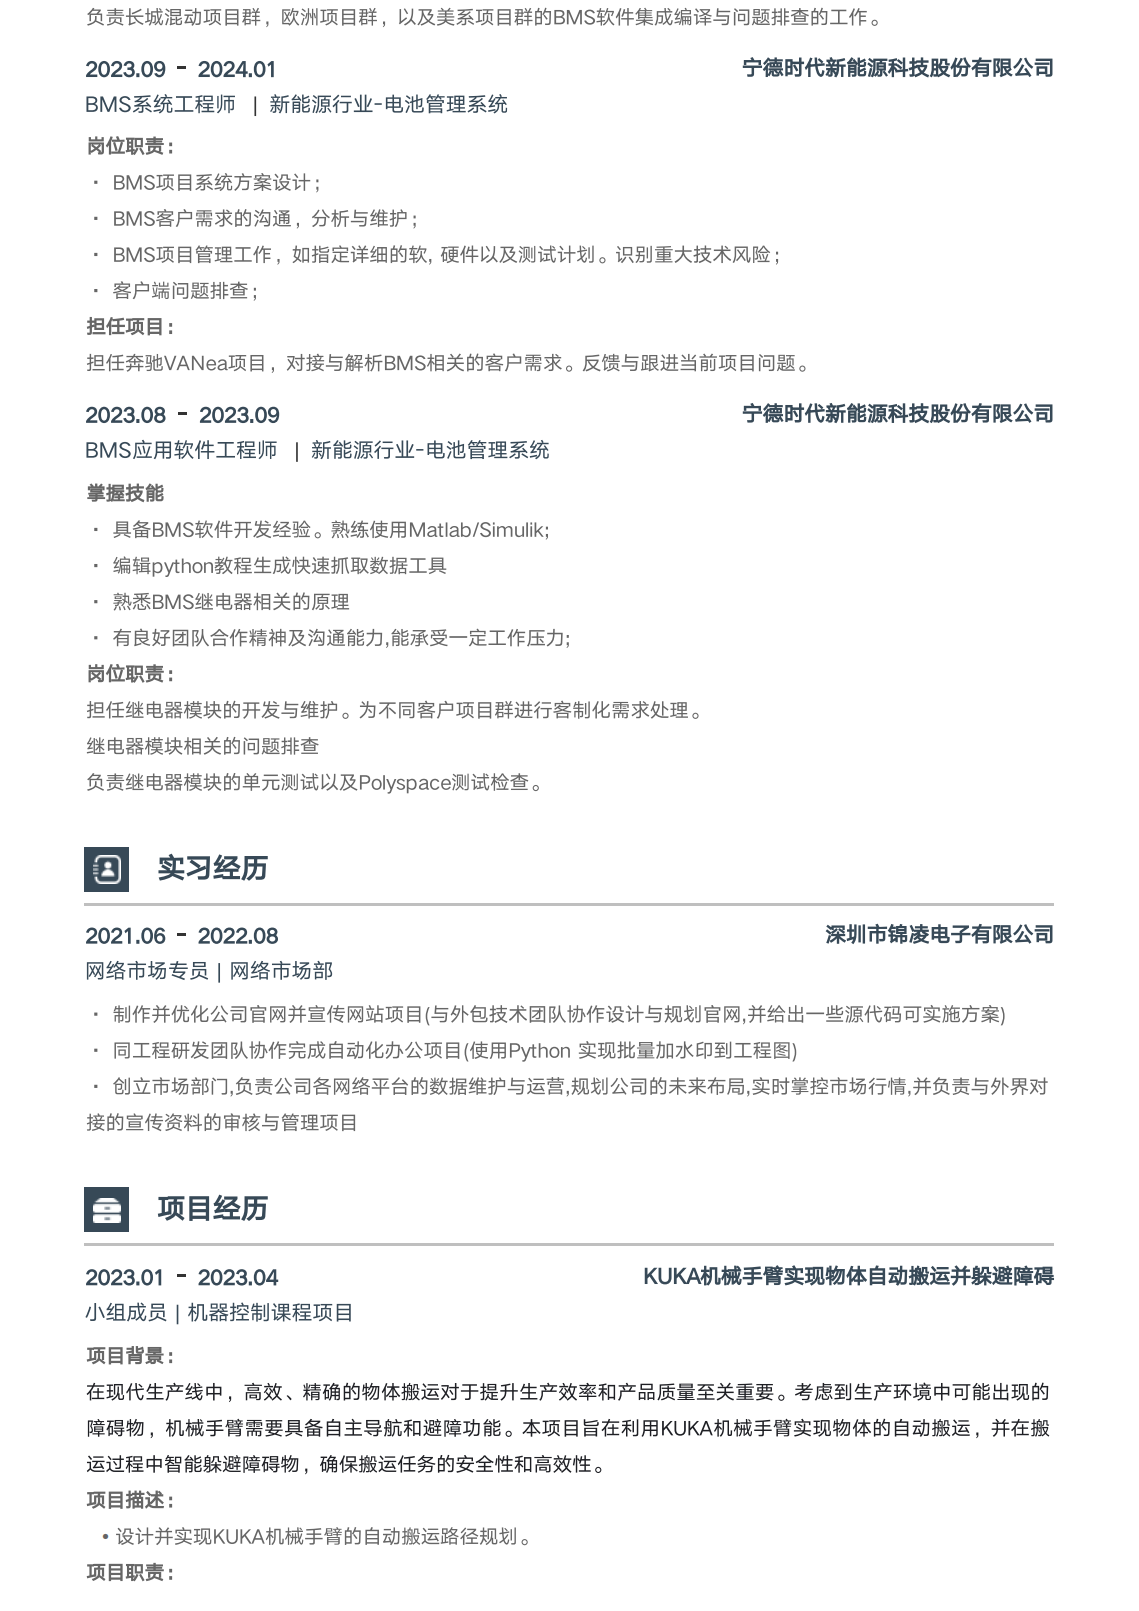 负责长城混动项目群，欧洲项目群，以及美系项目群的BMS软件集成编译与问题排查的工作。
2023.09 - 2024.01 宁德时代新能源科技股份有限公司
BMS系统工程师 | 新能源行业-电池管理系统
岗位职责：
· BMS项目系统方案设计；
· BMS客户需求的沟通，分析与维护；
· BMS项目管理工作，如指定详细的软, 硬件以及测试计划。识别重大技术风险；
· 客户端问题排查；
担任项目：
担任奔驰VANea项目，对接与解析BMS相关的客户需求。反馈与跟进当前项目问题。
2023.08 - 2023.09 宁德时代新能源科技股份有限公司
BMS应用软件工程师 | 新能源行业-电池管理系统
掌握技能
· 具备BMS软件开发经验。熟练使用Matlab/Simulik;
· 编辑python教程生成快速抓取数据工具
· 熟悉BMS继电器相关的原理
· 有良好团队合作精神及沟通能力,能承受一定工作压力;
岗位职责：
担任继电器模块的开发与维护。为不同客户项目群进行客制化需求处理。
继电器模块相关的问题排查
负责继电器模块的单元测试以及Polyspace测试检查。
实习经历
2021.06 - 2022.08 深圳市锦凌电子有限公司
网络市场专员 | 网络市场部
· 制作并优化公司官网并宣传网站项目(与外包技术团队协作设计与规划官网,并给出一些源代码可实施方案)
· 同工程研发团队协作完成自动化办公项目(使用Python 实现批量加水印到工程图)
· 创立市场部门,负责公司各网络平台的数据维护与运营,规划公司的未来布局,实时掌控市场行情,并负责与外界对
接的宣传资料的审核与管理项目
项目经历
2023.01 - 2023.04 KUKA机械手臂实现物体自动搬运并躲避障碍
小组成员 | 机器控制课程项目
项目背景：
在现代生产线中，高效、精确的物体搬运对于提升生产效率和产品质量至关重要。考虑到生产环境中可能出现的
障碍物，机械手臂需要具备自主导航和避障功能。本项目旨在利用KUKA机械手臂实现物体的自动搬运，并在搬
运过程中智能躲避障碍物，确保搬运任务的安全性和高效性。
项目描述：
• 设计并实现KUKA机械手臂的自动搬运路径规划。
项目职责：